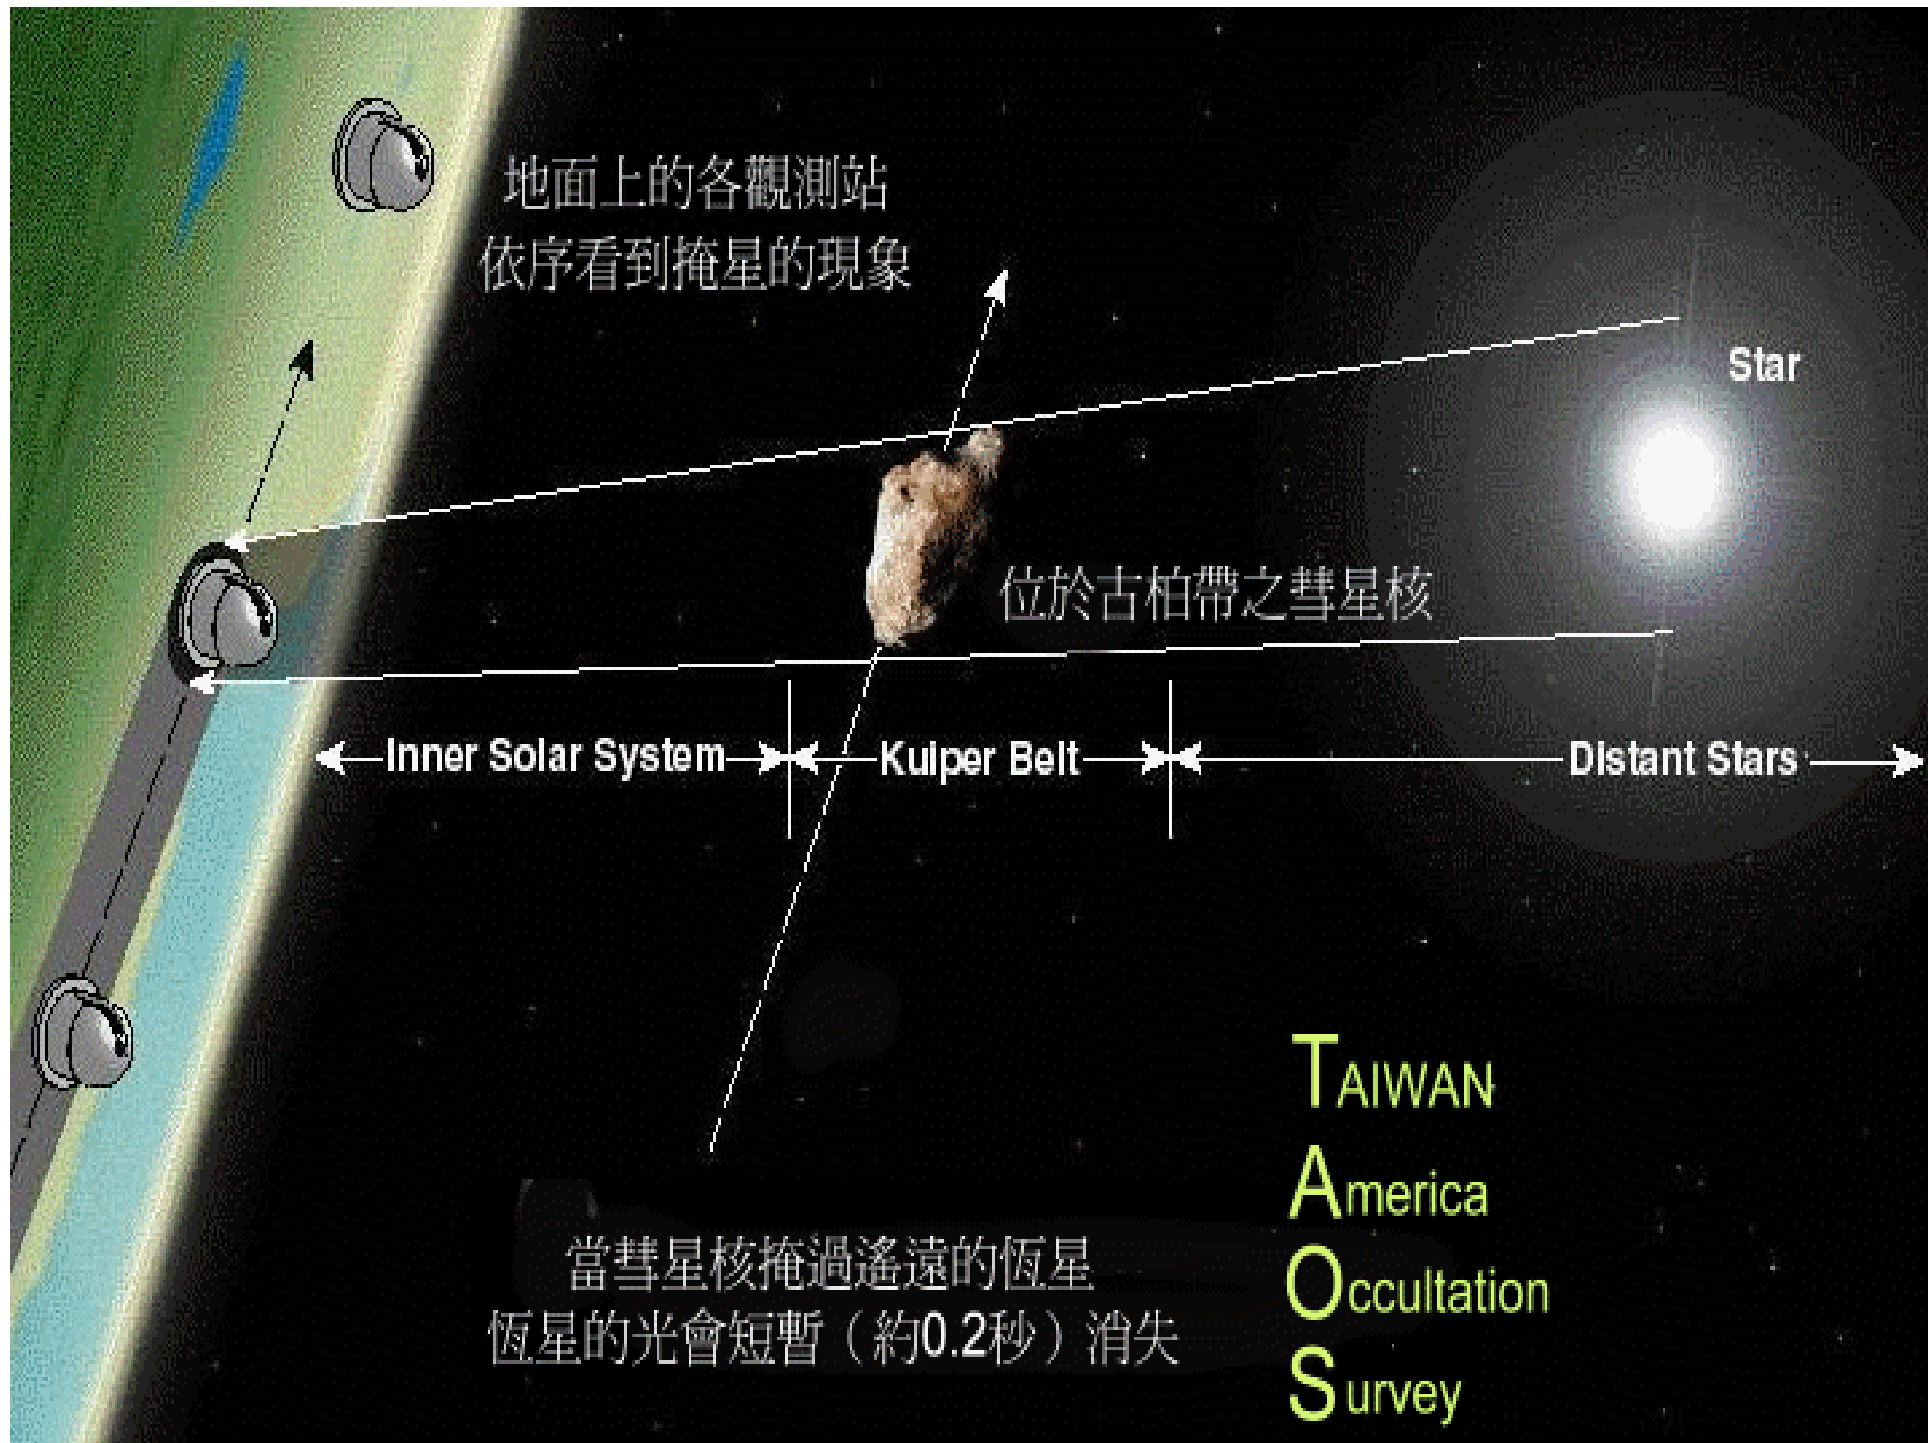 地面上的各觀測站
依序看到掩星的現象
Star
位於古柏帶之彗星核
Inner Solar System
Kuiper Belt
Distant Stars
TAIWAN
America
Occultation
Survey
當彗星核掩過遙遠的恆星
恆星的光會短暫（約0.2秒）消失